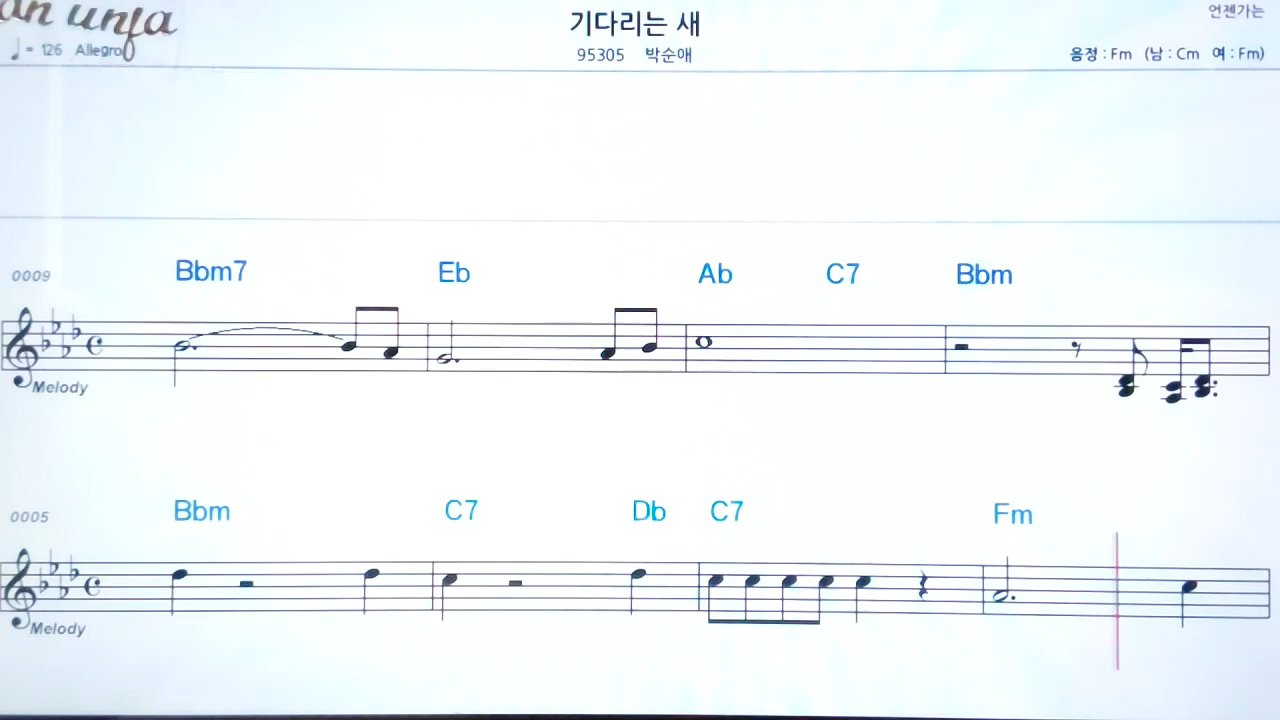 기다리는 새
언젠가는
♩= 126 Allegro
95305 박순애
음정 : Fm (남 : Cm 여 : Fm)
0009
Bbm7 Eb Ab C7 Bbm
Melody
0005
Bbm C7 Db C7 Fm
Melody